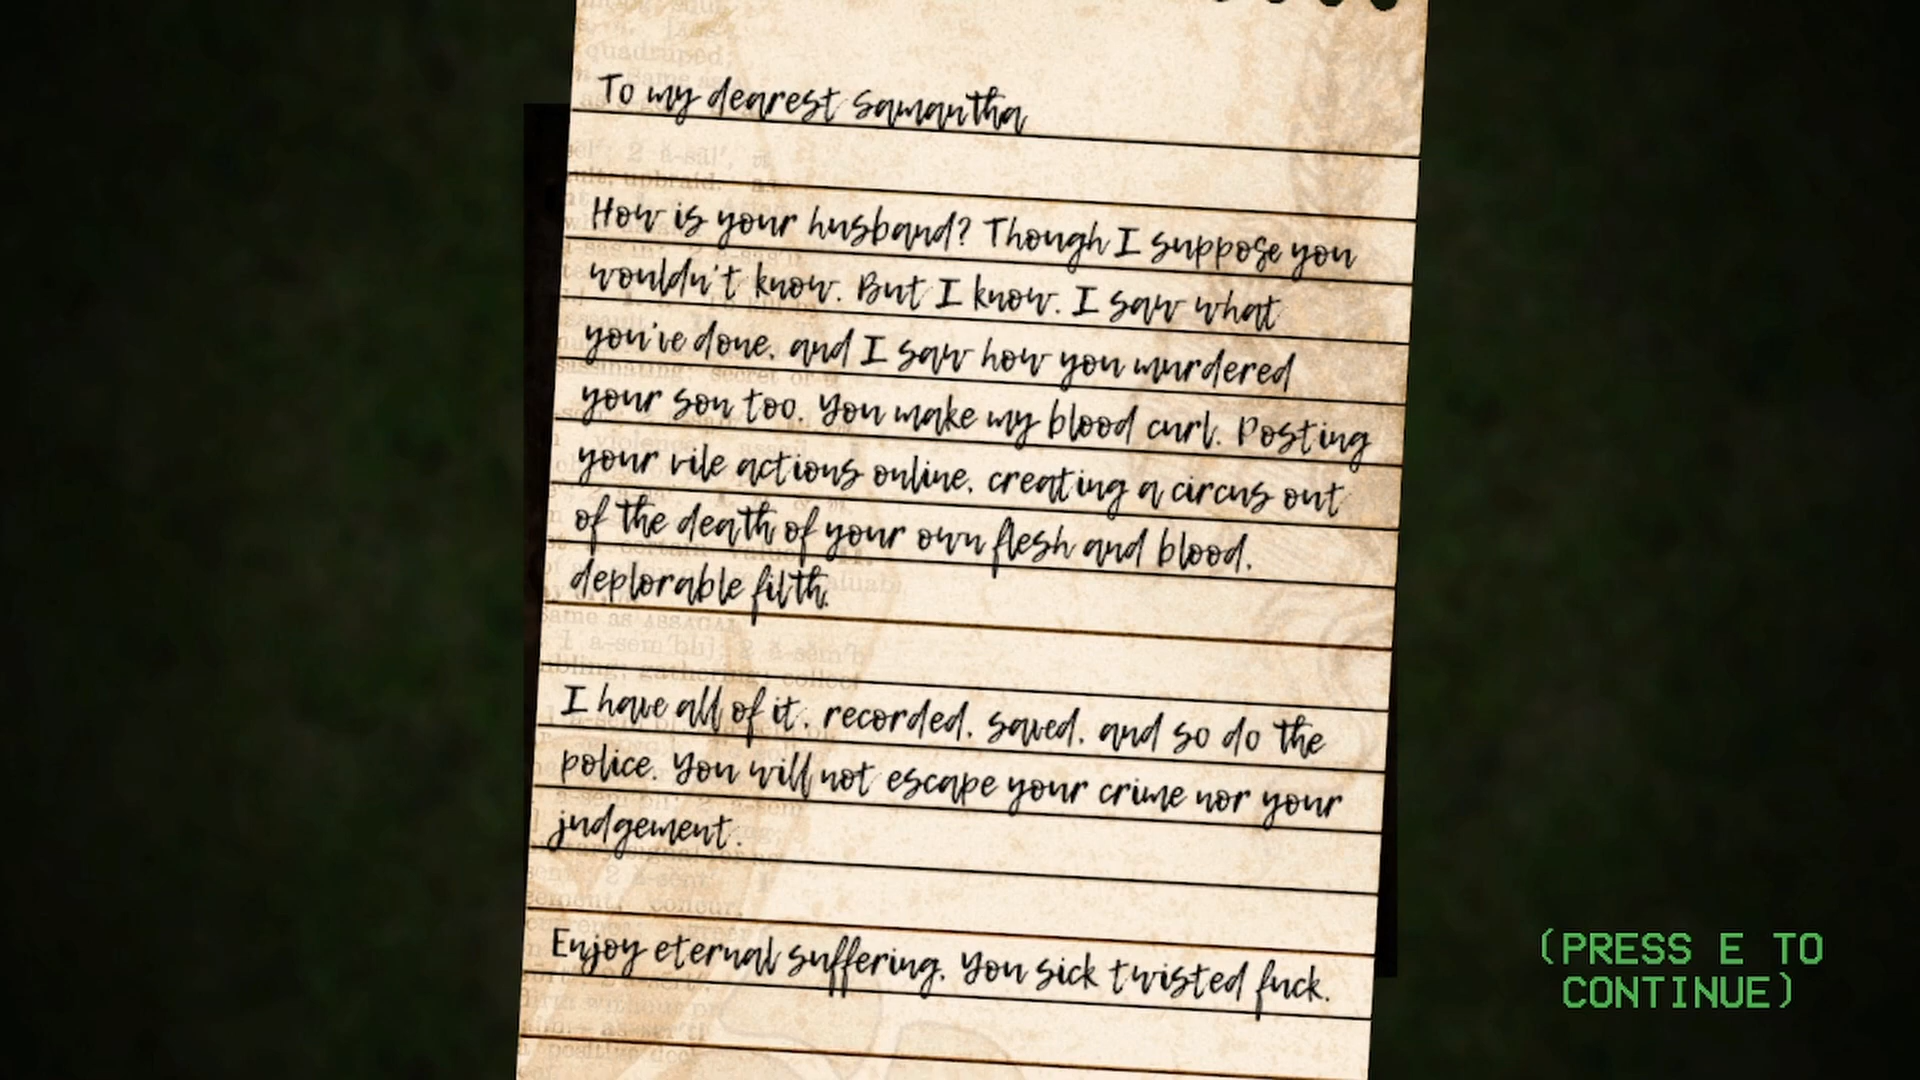 To my dearest Samantha
How is your husband? Though I suppose you
wouldn't know. But I know. I saw what
you've done, and I saw how you murdered
your son too. You make my blood curl. Posting
your vile actions online, creating a circus out
of the death of your own flesh and blood,
deplorable filth.
I have all of it, recorded, saved, and so do the
police. You will not escape your crime nor your
judgement.
Enjoy eternal suffering, you sick twisted fuck.
(PRESS E TO
CONTINUE)